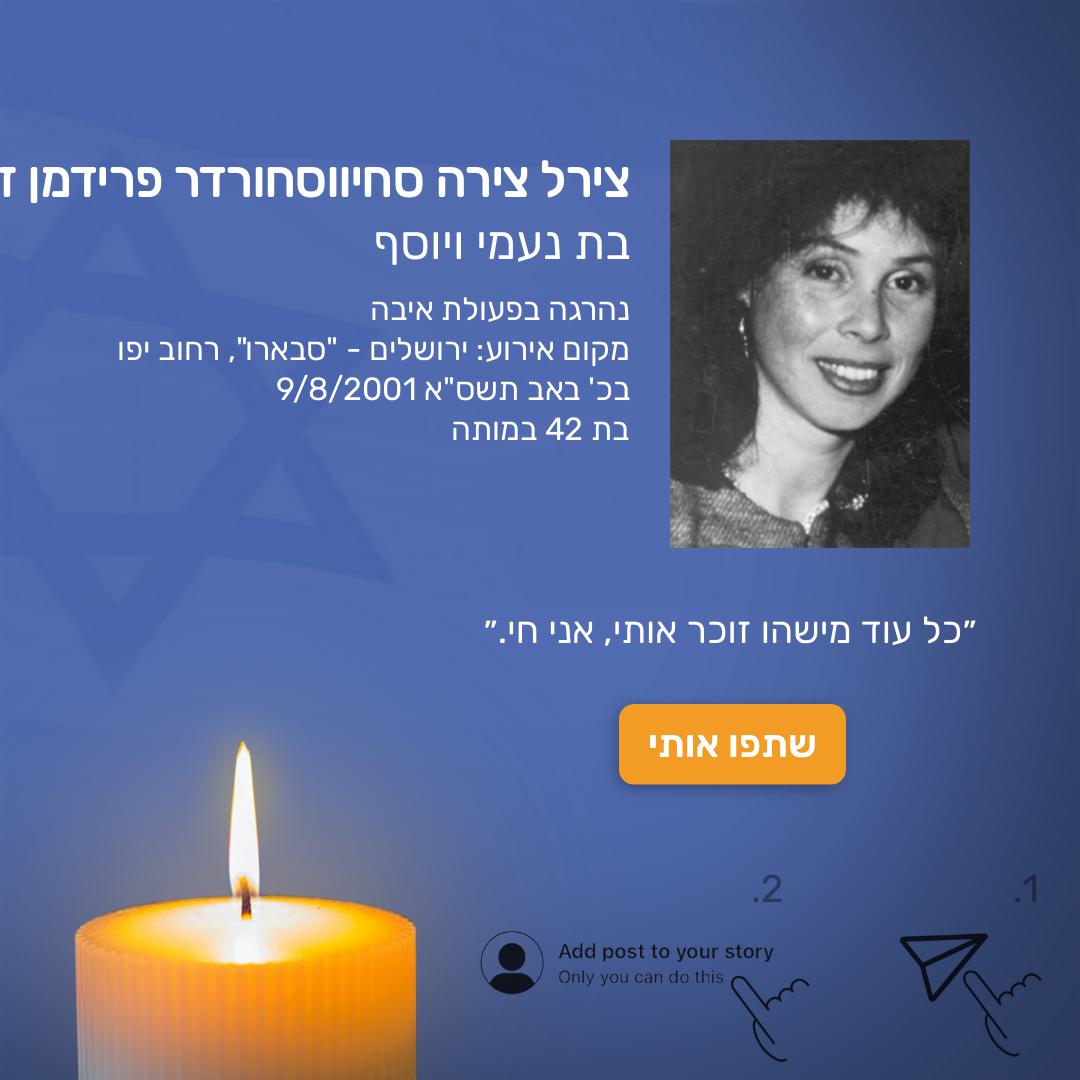 צירל צירה סחיווסחורדר פרידמן ז
בת נעמי ויוסף
נהרגה בפעולת איבה
מקום אירוע: ירושלים - "סבארו", רחוב יפו
בכ' באב תשס"א 9/8/2001
בת 42 במותה
״כל עוד מישהו זוכר אותי, אני חי.״
שתפו אותי
1.
2.
Add post to your story
Only you can do this